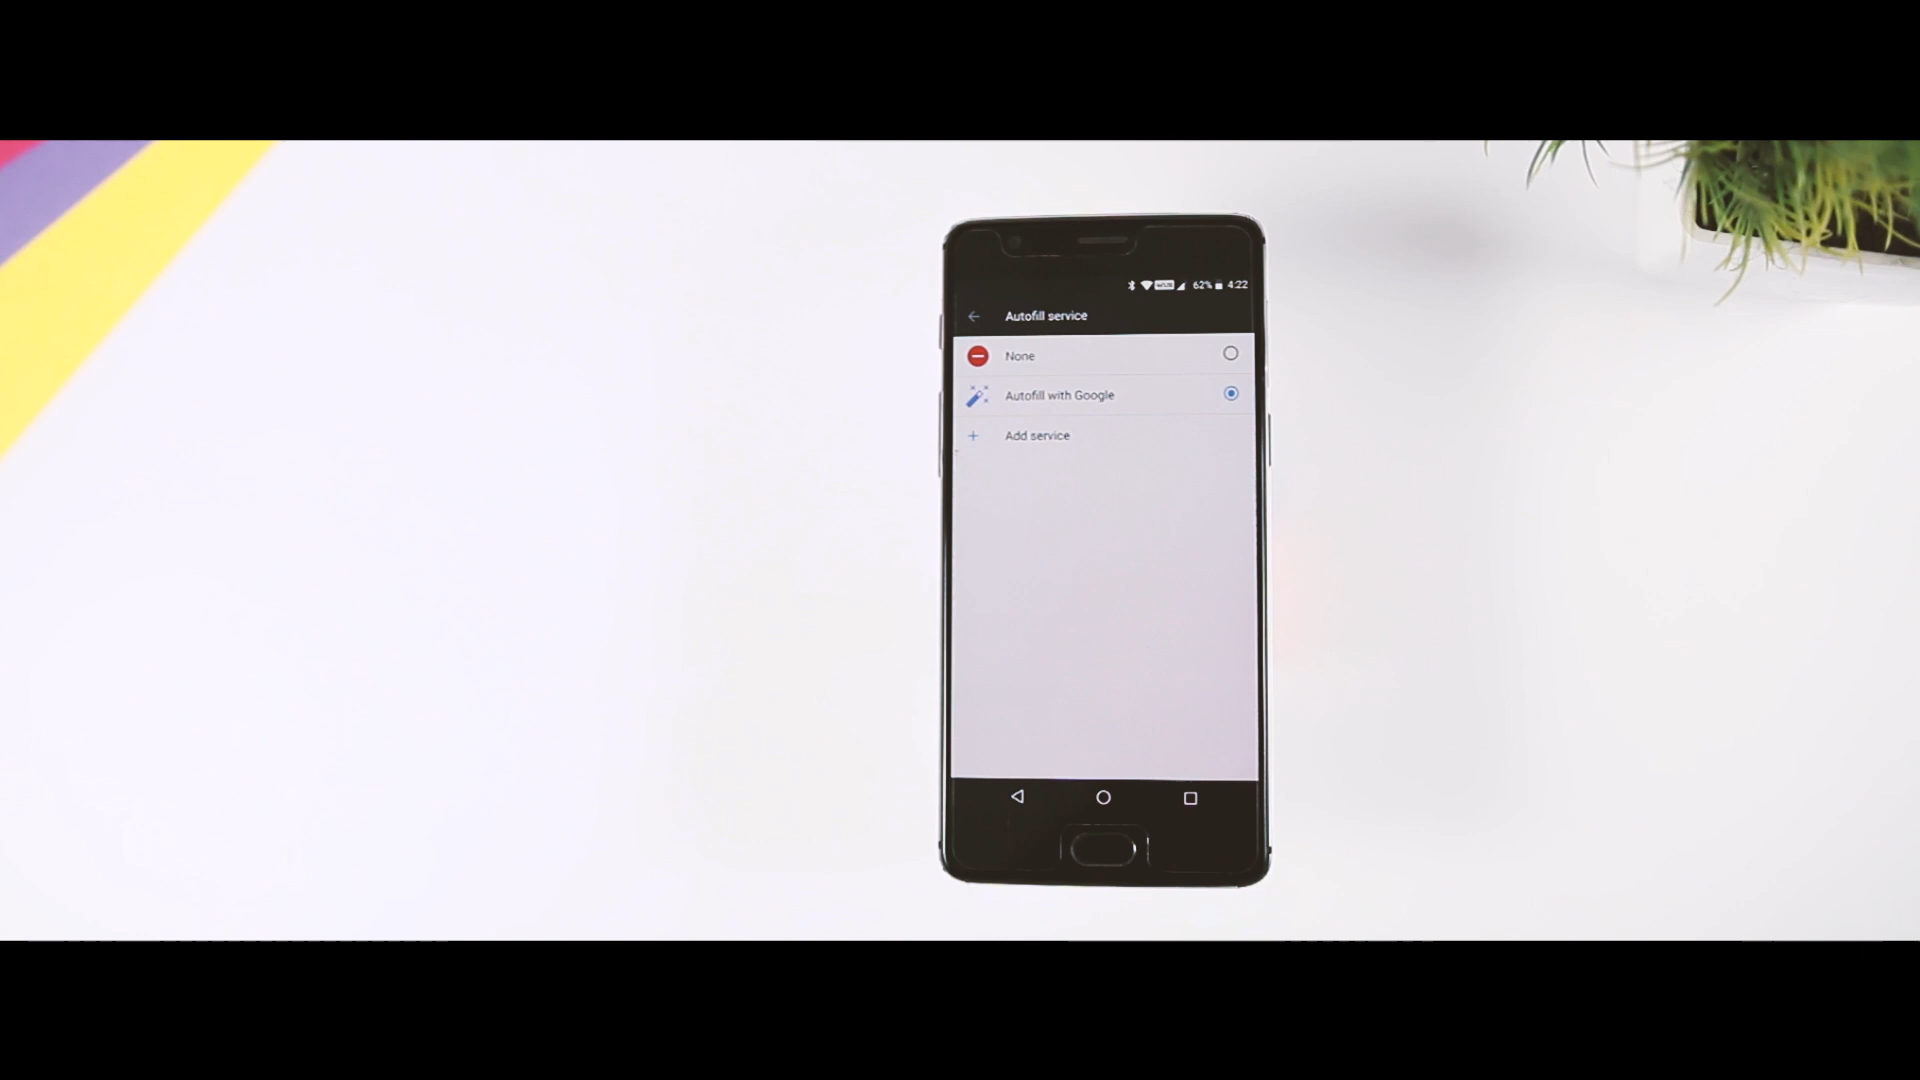 62% 4:22
Autofill service
None
Autofill with Google
Add service